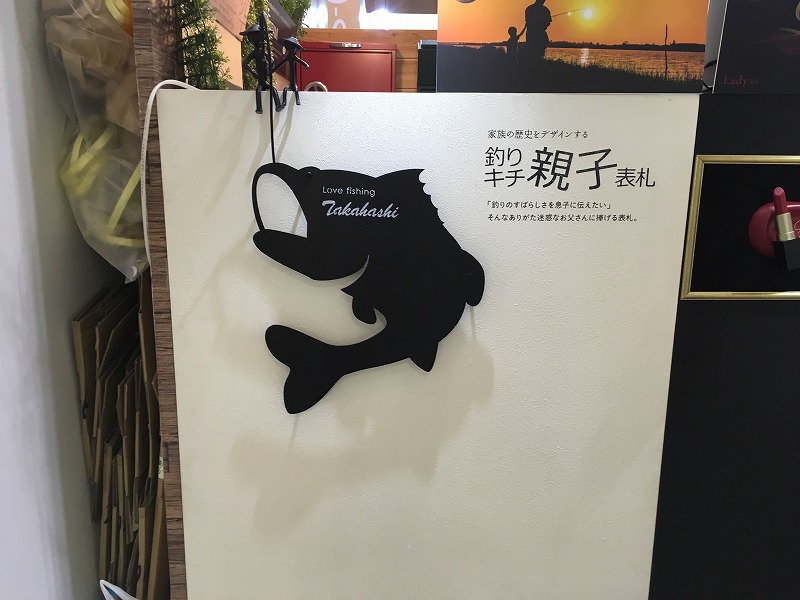 Love fishing
Takahashi
家族の歴史をデザインする
釣りキチ親子表札
「釣りのすばらしさを息子に伝えたい」
そんなありがた迷惑なお父さんに捧げる表札。
Lady